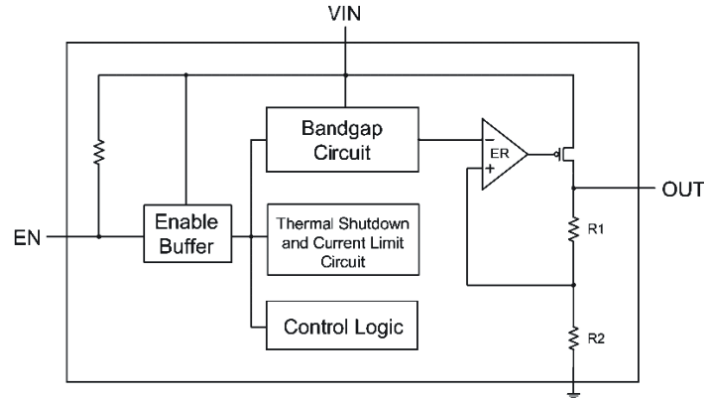 VIN
Bandgap
Circuit
−
ER
+
OUT
EN
Enable
Buffer
Thermal Shutdown
and Current Limit
Circuit
R1
Control Logic
R2